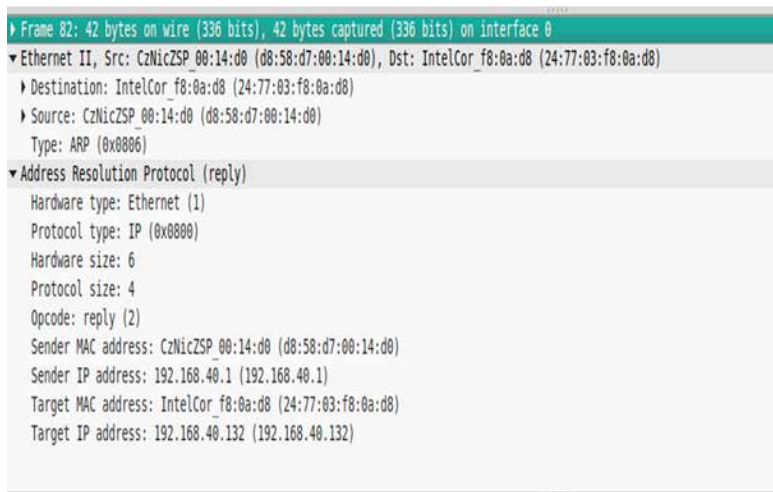 Frame 82: 42 bytes on wire (336 bits), 42 bytes captured (336 bits) on interface 0
Ethernet II, Src: CzNicZSP_00:14:d0 (d8:58:d7:00:14:d0), Dst: IntelCor_f8:0a:d8 (24:77:03:f8:0a:d8)
Destination: IntelCor_f8:0a:d8 (24:77:03:f8:0a:d8)
Source: CzNicZSP_00:14:d0 (d8:58:d7:00:14:d0)
Type: ARP (0x0806)
Address Resolution Protocol (reply)
Hardware type: Ethernet (1)
Protocol type: IP (0x0800)
Hardware size: 6
Protocol size: 4
Opcode: reply (2)
Sender MAC address: CzNicZSP_00:14:d0 (d8:58:d7:00:14:d0)
Sender IP address: 192.168.40.1 (192.168.40.1)
Target MAC address: IntelCor_f8:0a:d8 (24:77:03:f8:0a:d8)
Target IP address: 192.168.40.132 (192.168.40.132)